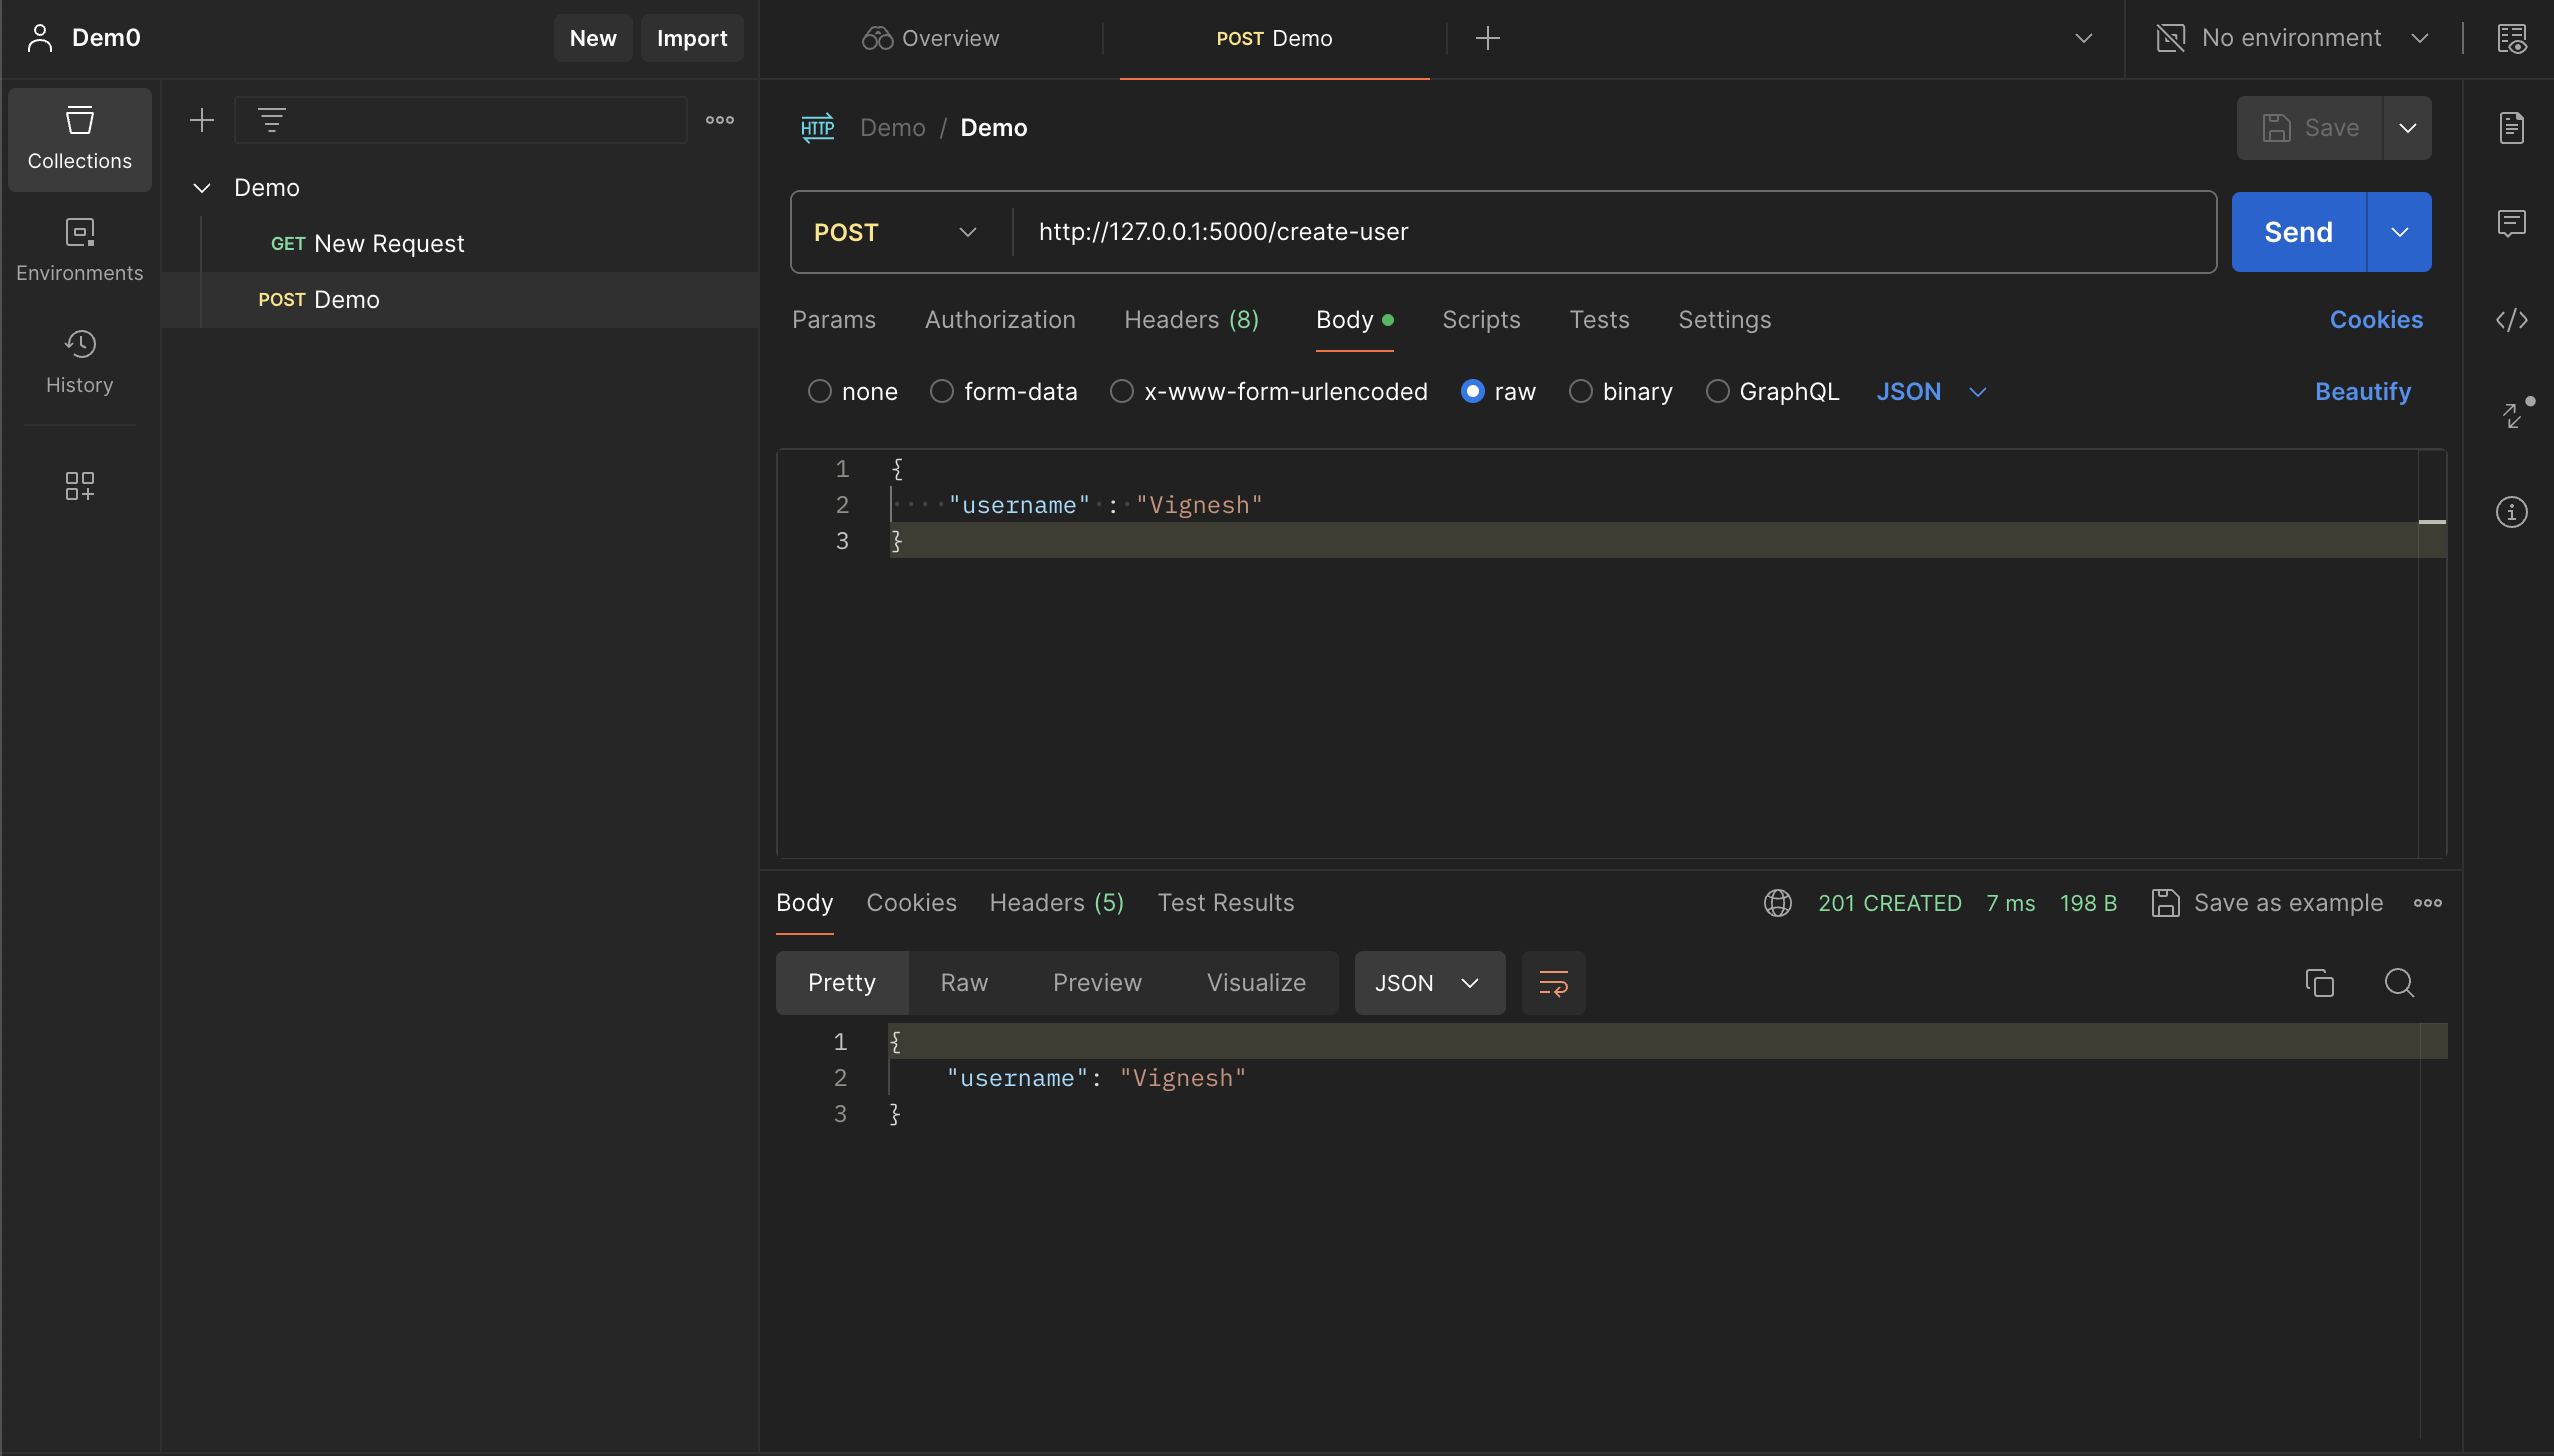 Dem0 New Import
Overview POST Demo No environment
Collections
Environments
History
Demo
GET New Request
POST Demo
HTTP Demo / Demo Save
POST http://127.0.0.1:5000/create-user Send
Params Authorization Headers (8) Body Scripts Tests Settings Cookies
none form-data x-www-form-urlencoded raw binary GraphQL JSON Beautify
1 {
2 ····"username"·:·"Vignesh"
3 }
Body Cookies Headers (5) Test Results 201 CREATED 7 ms 198 B Save as example
Pretty Raw Preview Visualize JSON
1 {
2 "username": "Vignesh"
3 }